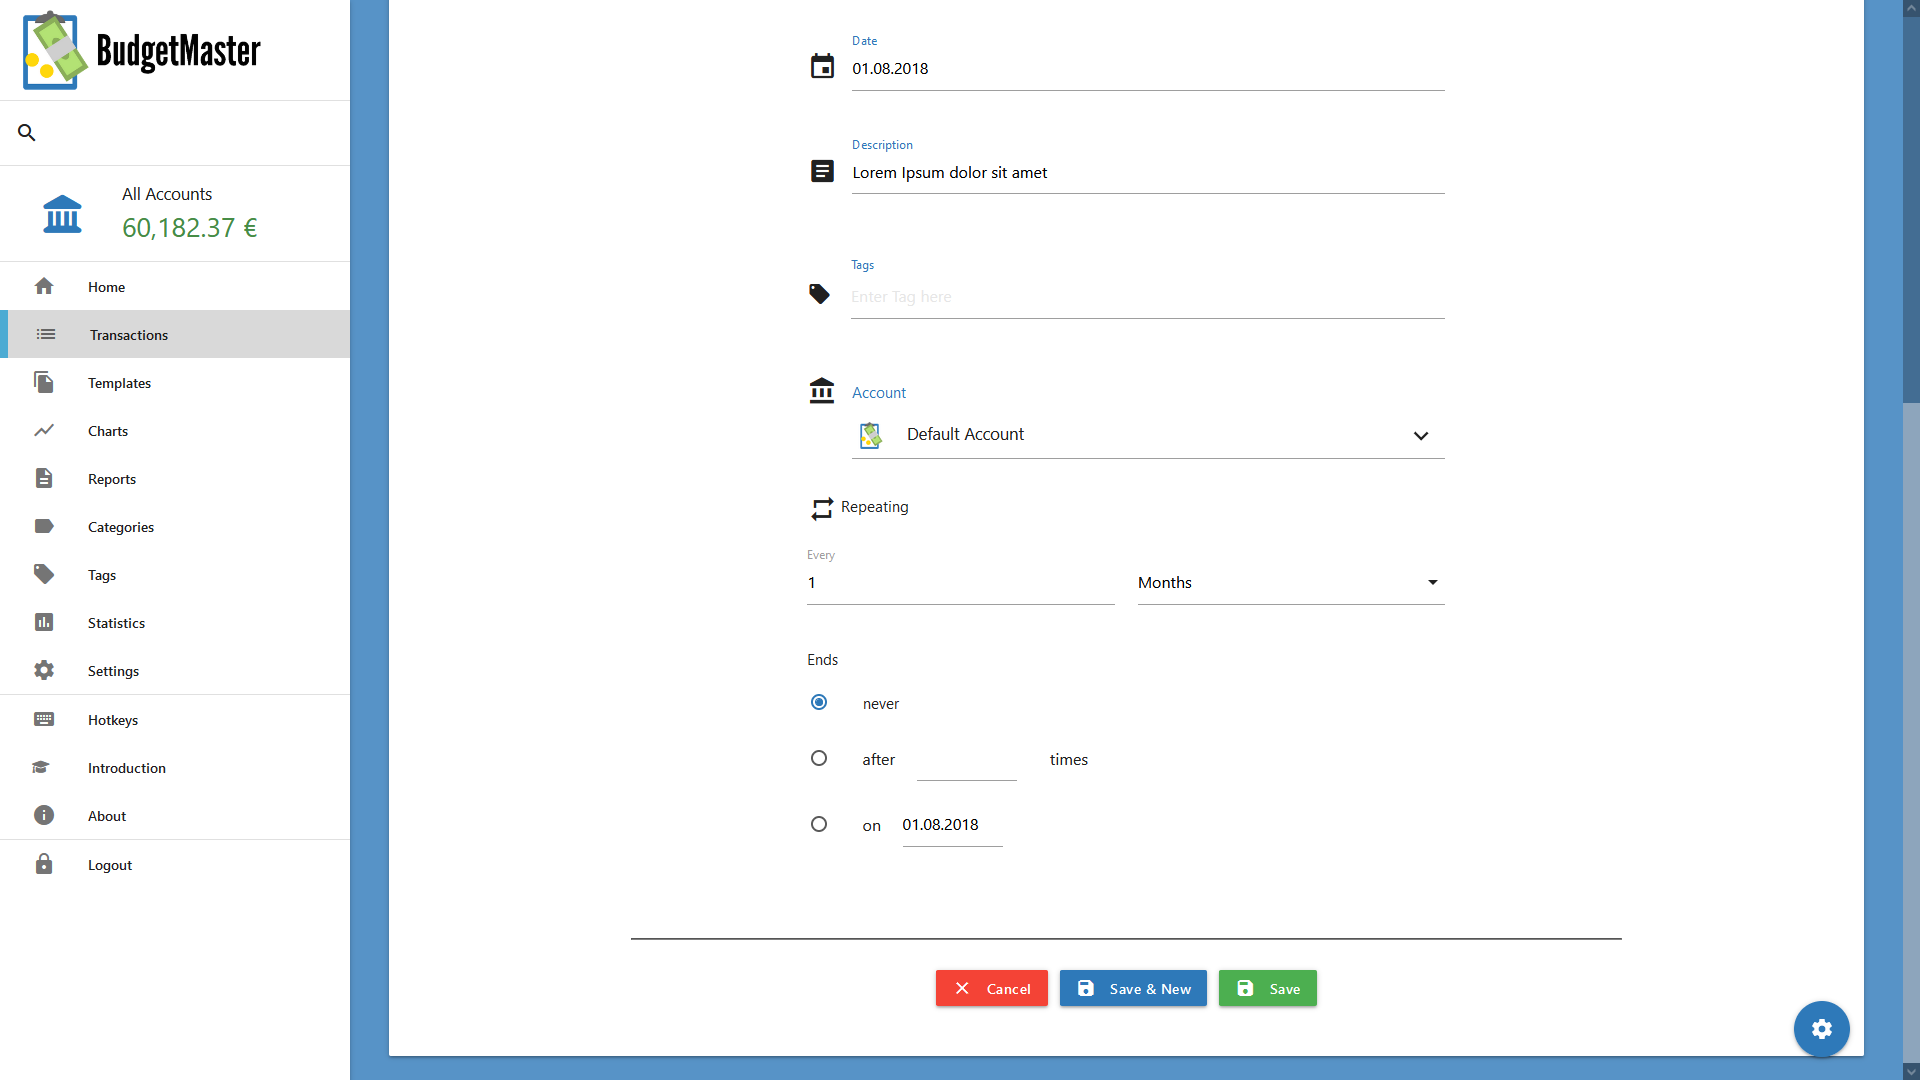 BudgetMaster
All Accounts
60,182.37 €
Home
Transactions
Templates
Charts
Reports
Categories
Tags
Statistics
Settings
Hotkeys
Introduction
About
Logout
Date
01.08.2018
Description
Lorem Ipsum dolor sit amet
Tags
Enter Tag here
Account
Default Account
Repeating
Every
1 Months
Ends
never
after times
on 01.08.2018
Cancel Save & New Save